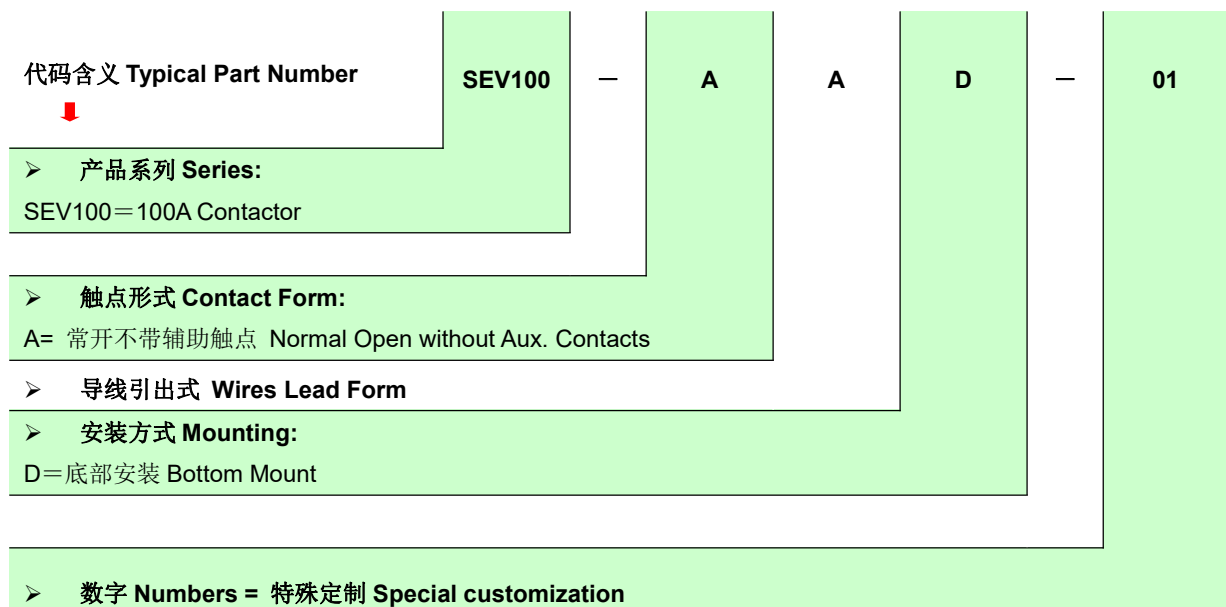 代码含义 Typical Part Number SEV100 － A A D － 01
➢ 产品系列 Series:
SEV100＝100A Contactor
➢ 触点形式 Contact Form:
A= 常开不带辅助触点 Normal Open without Aux. Contacts
➢ 导线引出式 Wires Lead Form
➢ 安装方式 Mounting:
D＝底部安装 Bottom Mount
➢ 数字 Numbers = 特殊定制 Special customization